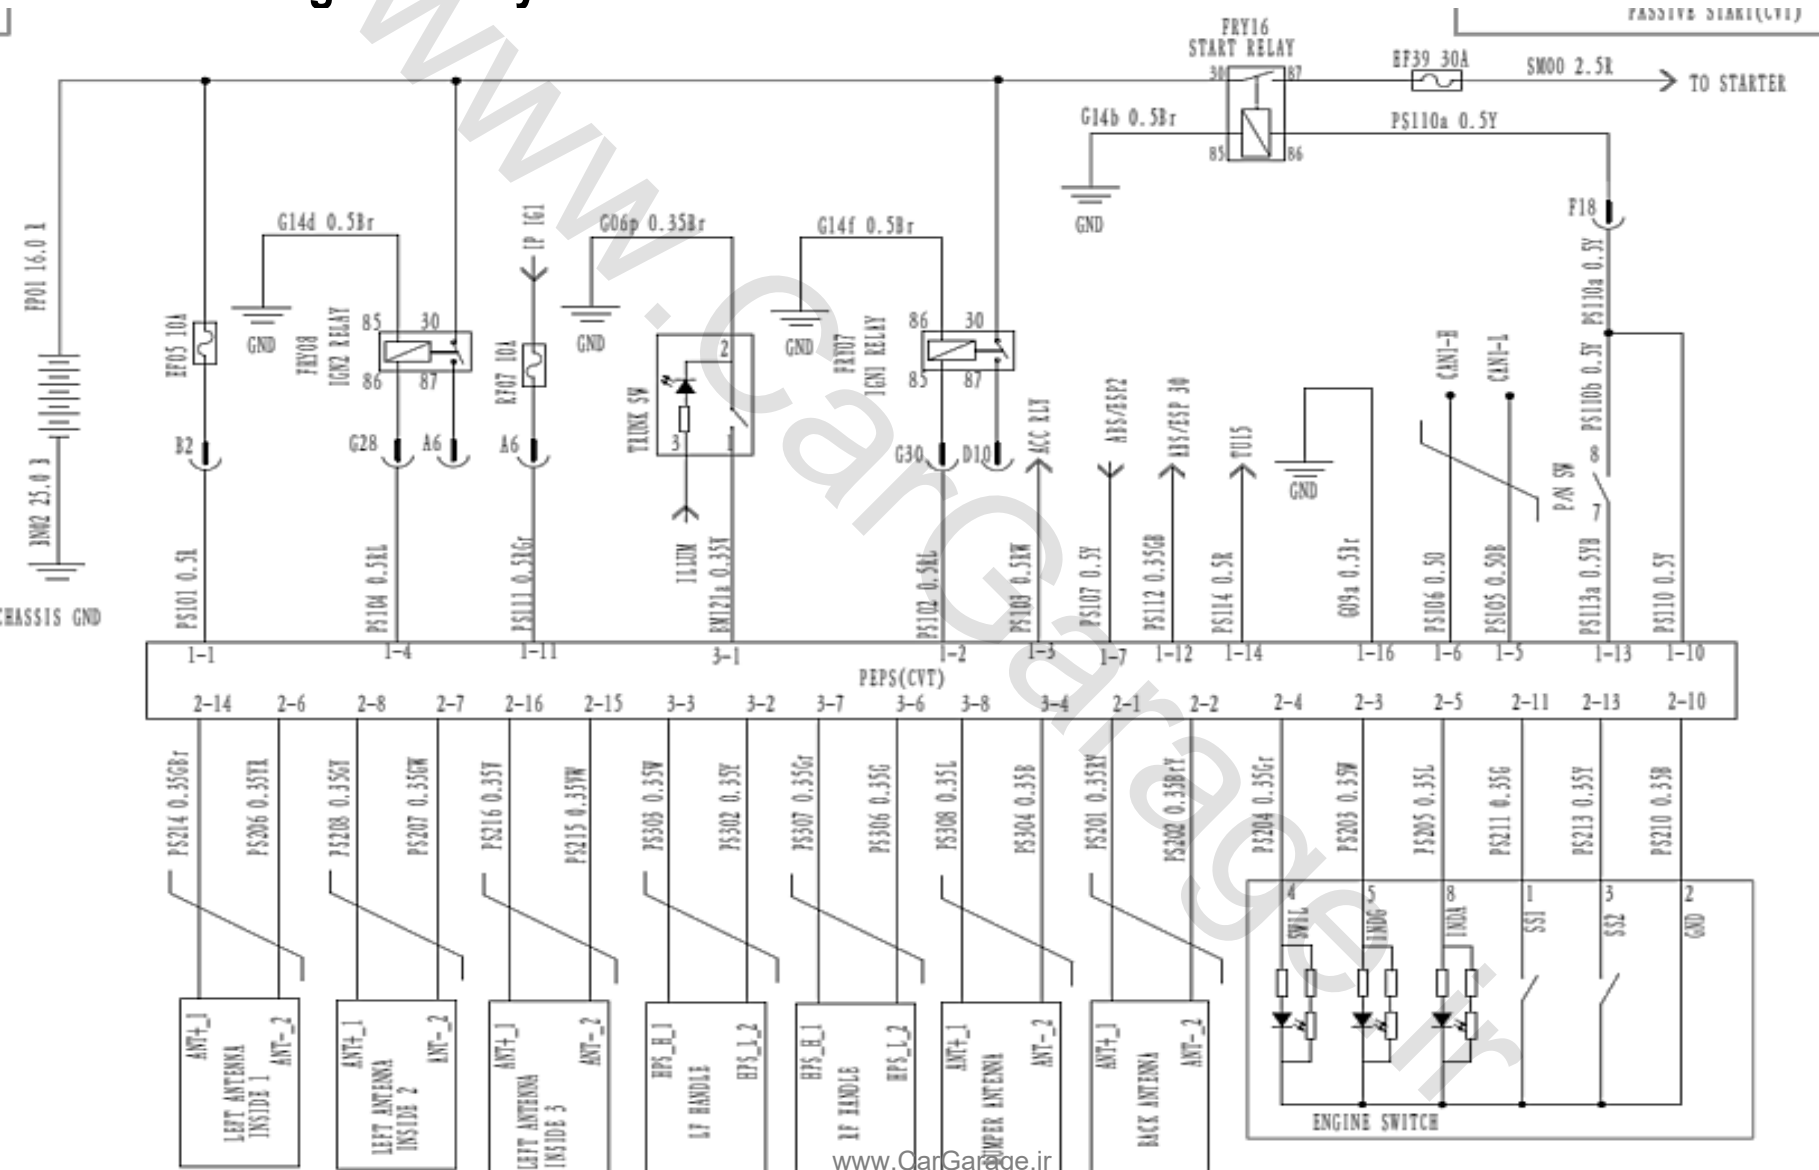 PASSIVE START(CVT)
FRY16
START RELAY
30
87
EF39 30A
SM00 2.5R
TO STARTER
G14b 0.5Br
PS110a 0.5Y
85
86
GND
F18
FP01 16.0 R
G14d 0.5Br
IP IG1
G06p 0.35Br
G14f 0.5Br
PS110a 0.5Y
EF05 10A
GND
FRY08
IGN2 RELAY
85
30
86
87
RF07 10A
GND
TRUNK SW
2
3
1
GND
FRY07
IGN1 RELAY
86
30
85
87
CAN1-H
CAN1-L
PS110b 0.5Y
B2
G28
A6
A6
G30
D10
ACC RLY
ABS/ESP2
ABS/ESP 30
TU15
GND
P/N SW
8
7
BN02 25.0 B
CHASSIS GND
ILLUM
PS101 0.5R
PS104 0.5RL
PS111 0.5RGr
BM121a 0.35V
PS102 0.5RL
PS103 0.5RW
PS107 0.5Y
PS112 0.35GB
PS114 0.5R
G09a 0.5Br
PS106 0.5O
PS105 0.5OB
PS113a 0.5YB
PS110 0.5Y
1-1
1-4
1-11
3-1
1-2
1-3
1-7
1-12
1-14
1-16
1-6
1-5
1-13
1-10
PEPS(CVT)
2-14
2-6
2-8
2-7
2-16
2-15
3-3
3-2
3-7
3-6
3-8
3-4
2-1
2-2
2-4
2-3
2-5
2-11
2-13
2-10
PS214 0.35GBr
PS206 0.35YR
PS208 0.35GY
PS207 0.35GW
PS216 0.35V
PS215 0.35VW
PS303 0.35W
PS302 0.35Y
PS307 0.35Gr
PS306 0.35G
PS308 0.35L
PS304 0.35B
PS201 0.35RY
PS202 0.35BrY
PS204 0.35Gr
PS203 0.35W
PS205 0.35L
PS211 0.35G
PS213 0.35Y
PS210 0.35B
4
5
8
1
3
2
SWIL
INDG
INDA
SS1
SS2
GND
ANT+_1
ANT-_2
LEFT ANTENNA
INSIDE 1
ANT+_1
ANT-_2
LEFT ANTENNA
INSIDE 2
ANT+_1
ANT-_2
LEFT ANTENNA
INSIDE 3
HPS_H_1
HPS_L_2
LF HANDLE
HPS_H_1
HPS_L_2
RF HANDLE
ANT+_1
ANT-_2
BUMPER ANTENNA
ANT+_1
ANT-_2
BACK ANTENNA
ENGINE SWITCH
www.CarGarage.ir
www.CarGarage.ir